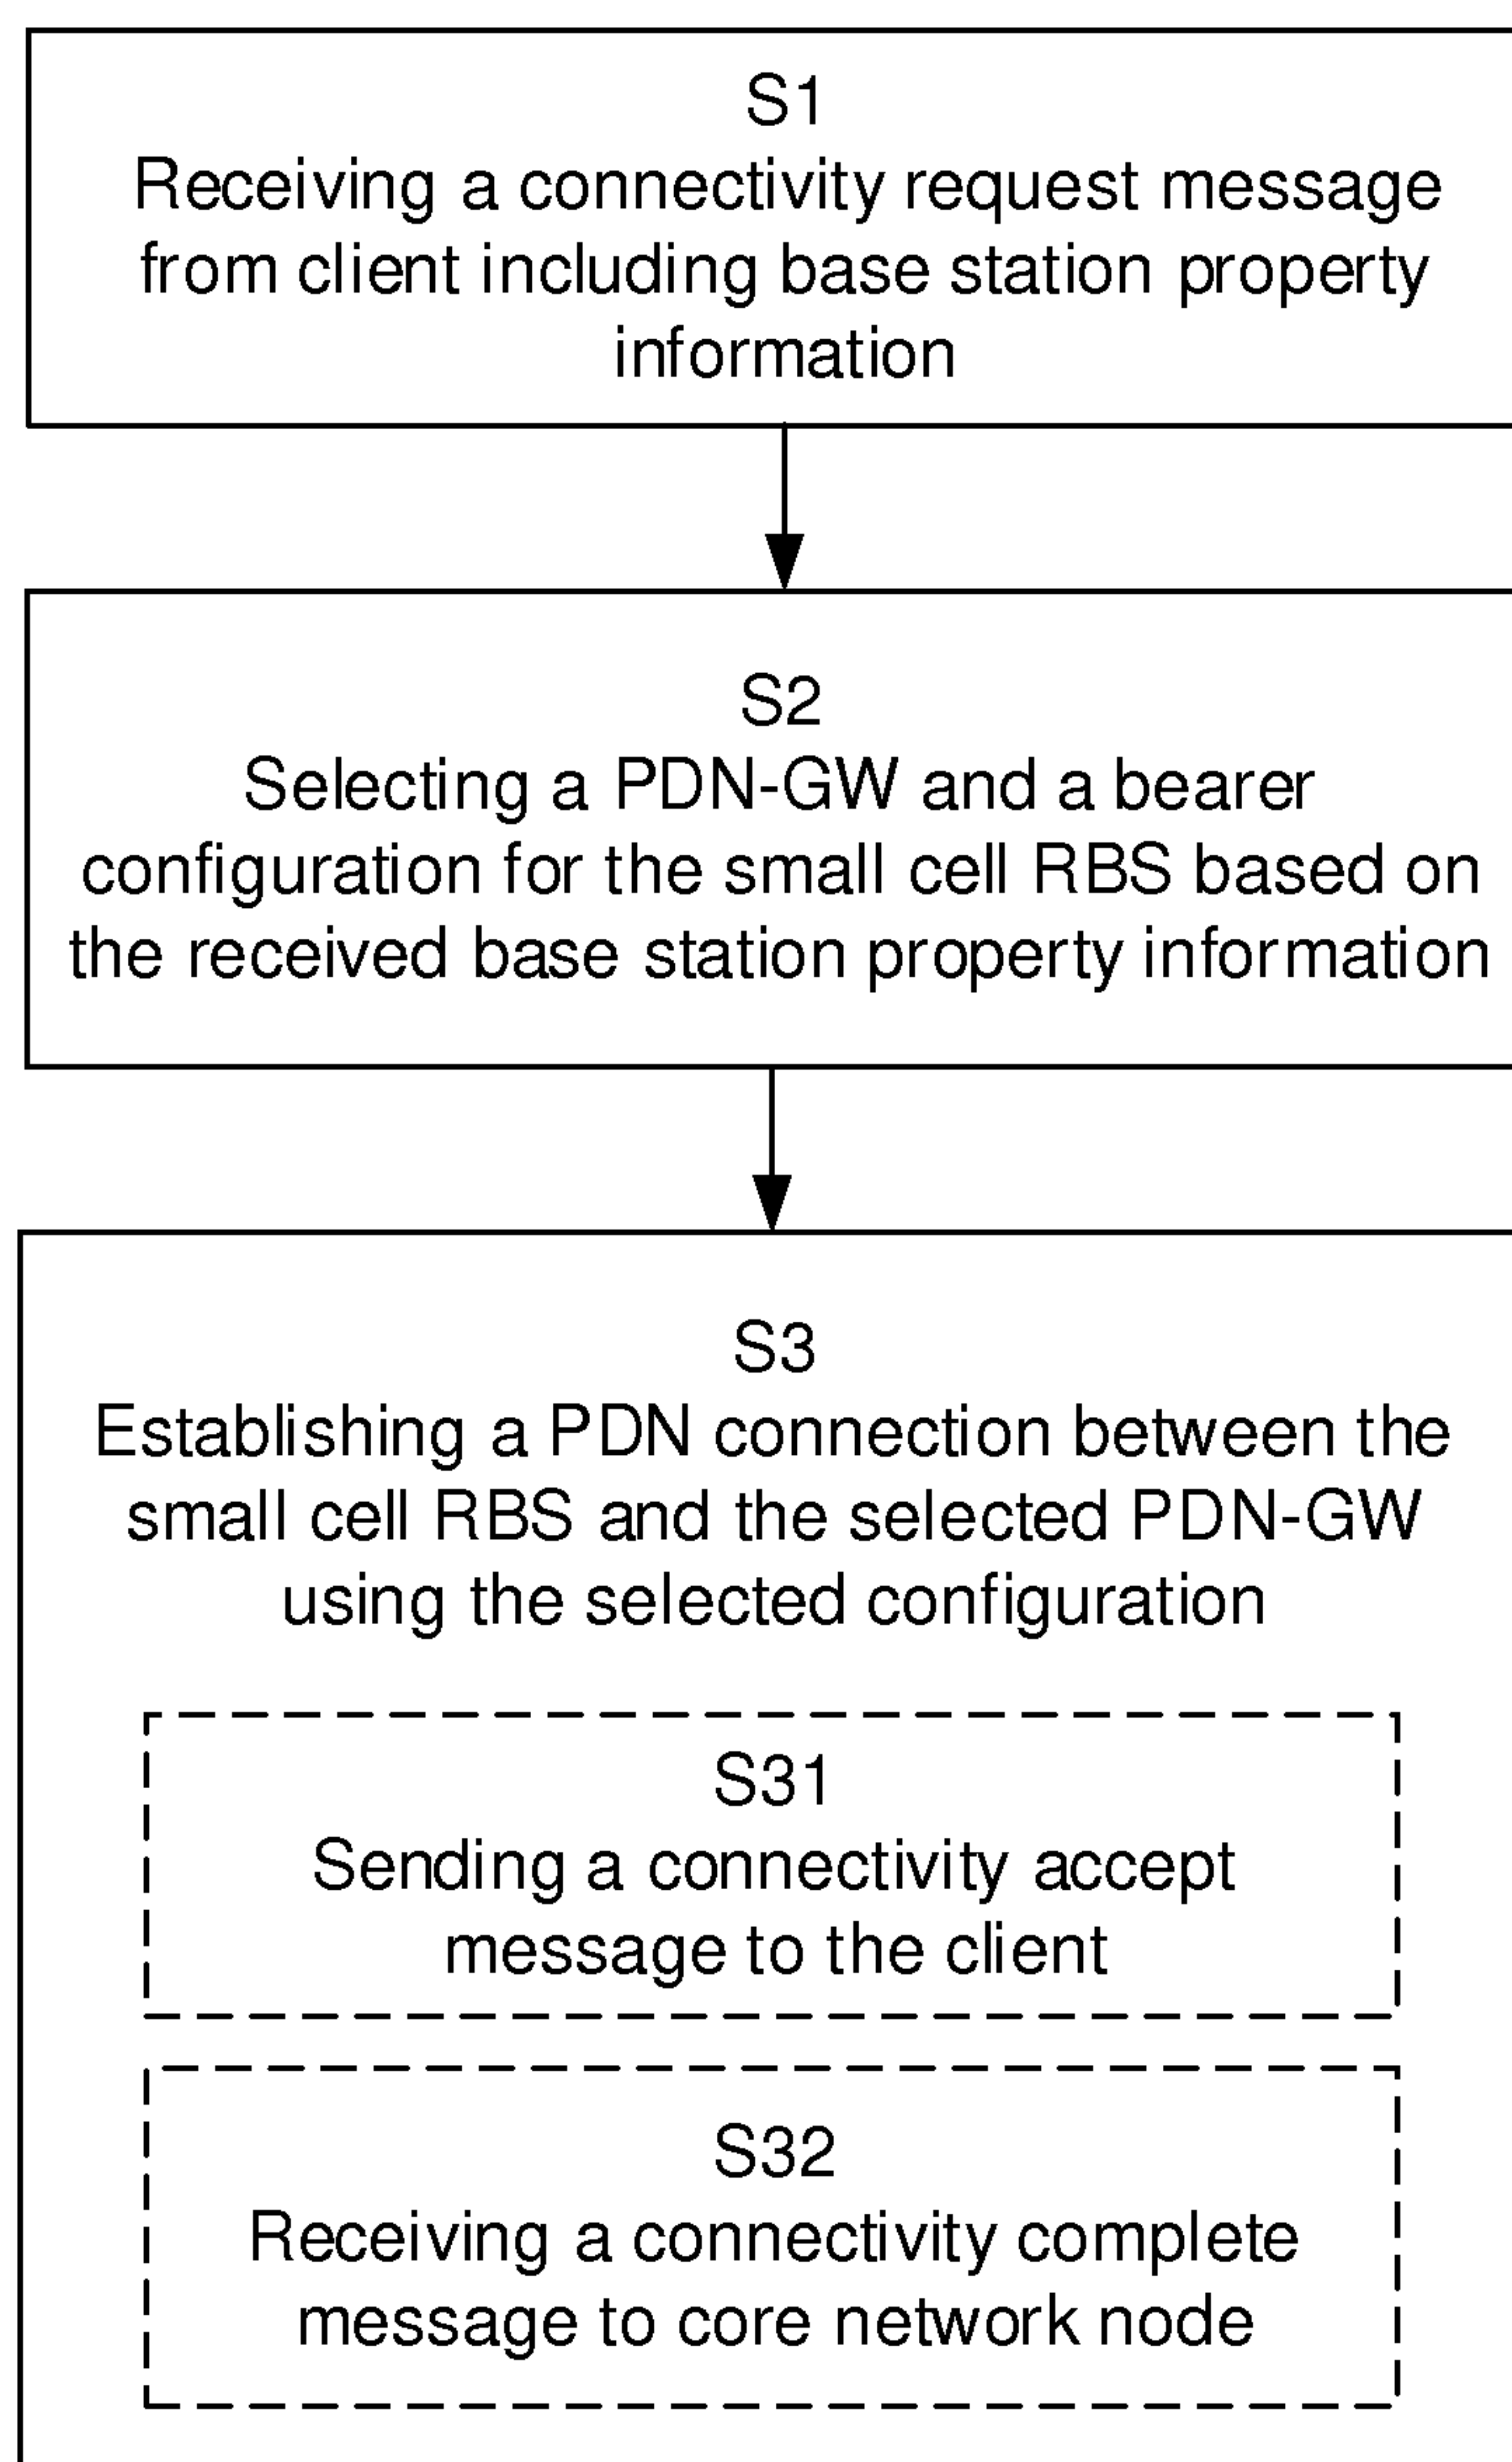 S1
Receiving a connectivity request message
from client including base station property
information
S2
Selecting a PDN-GW and a bearer
configuration for the small cell RBS based on
the received base station property information
S3
Establishing a PDN connection between the
small cell RBS and the selected PDN-GW
using the selected configuration
S31
Sending a connectivity accept
message to the client
S32
Receiving a connectivity complete
message to core network node